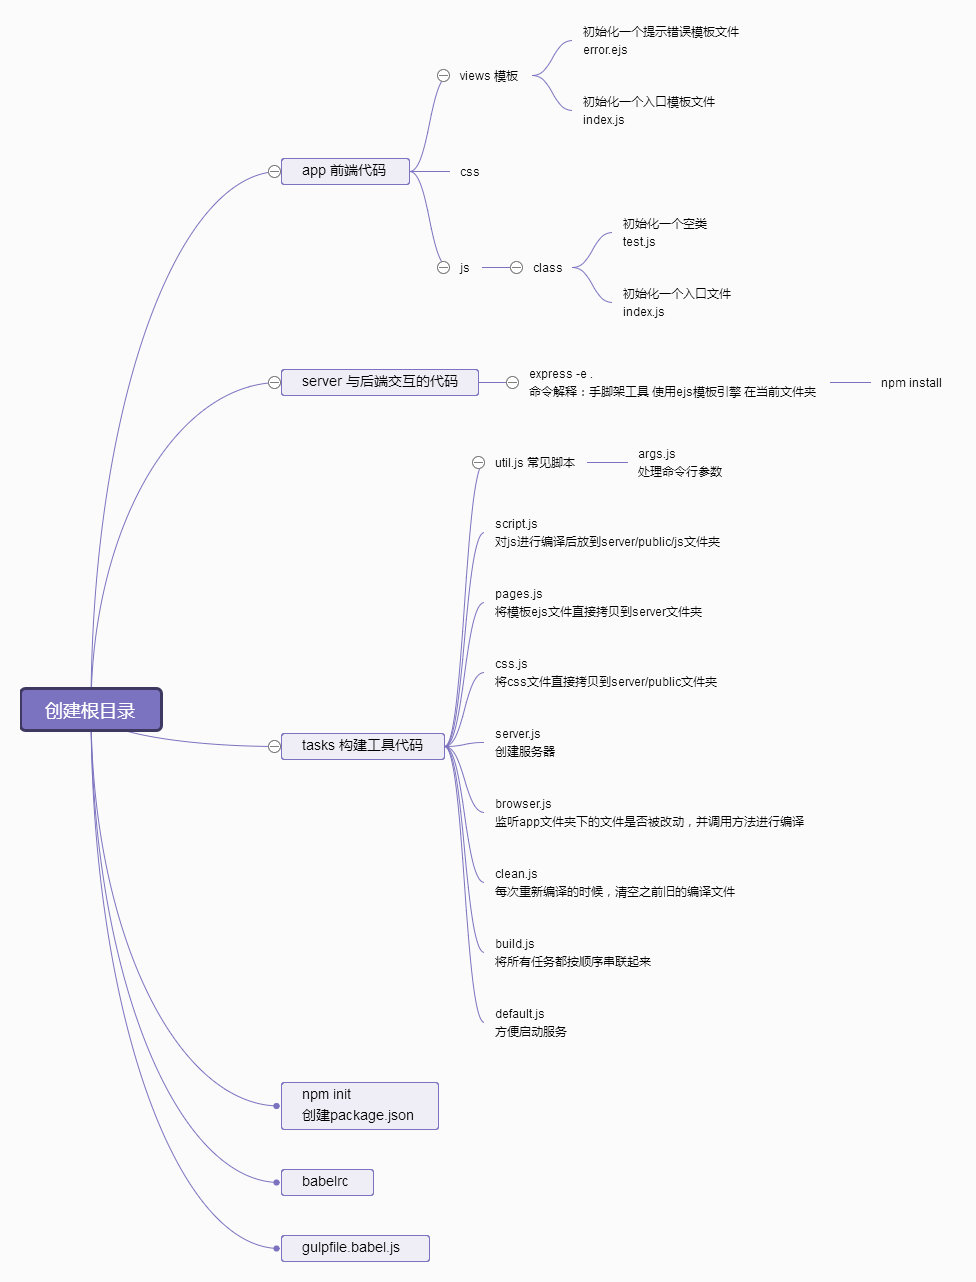 创建根目录
app 前端代码
views 模板
初始化一个提示错误模板文件
error.ejs
初始化一个入口模板文件
index.js
css
js
class
初始化一个空类
test.js
初始化一个入口文件
index.js
server 与后端交互的代码
express -e .
命令解释：手脚架工具 使用ejs模板引擎 在当前文件夹
npm install
tasks 构建工具代码
util.js 常见脚本
args.js
处理命令行参数
script.js
对js进行编译后放到server/public/js文件夹
pages.js
将模板ejs文件直接拷贝到server文件夹
css.js
将css文件直接拷贝到server/public文件夹
server.js
创建服务器
browser.js
监听app文件夹下的文件是否被改动，并调用方法进行编译
clean.js
每次重新编译的时候，清空之前旧的编译文件
build.js
将所有任务都按顺序串联起来
default.js
方便启动服务
npm init
创建package.json
babelrc
gulpfile.babel.js